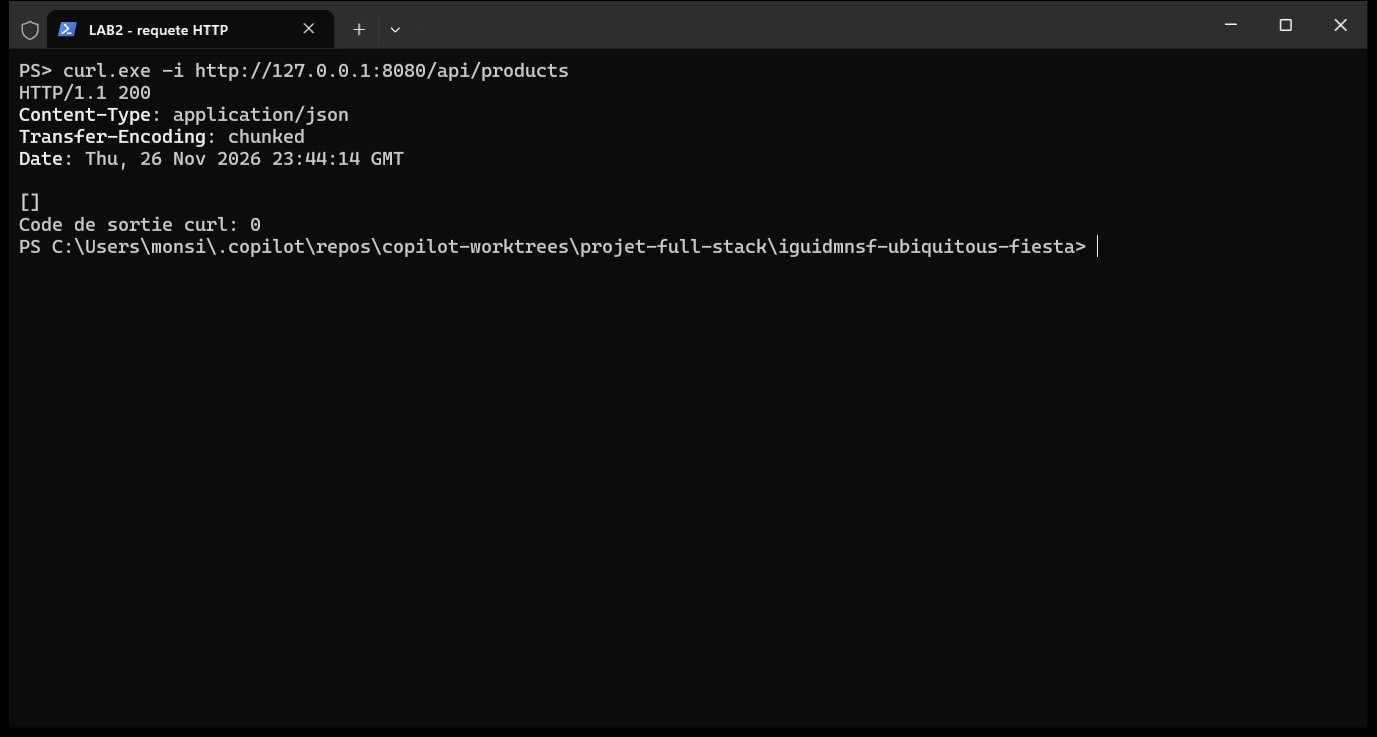 LAB2 - requete HTTP
PS> curl.exe -i http://127.0.0.1:8080/api/products
HTTP/1.1 200
Content-Type: application/json
Transfer-Encoding: chunked
Date: Thu, 26 Nov 2026 23:44:14 GMT
[]
Code de sortie curl: 0
PS C:\Users\monsi\.copilot\repos\copilot-worktrees\projet-full-stack\iguidmnsf-ubiquitous-fiesta>